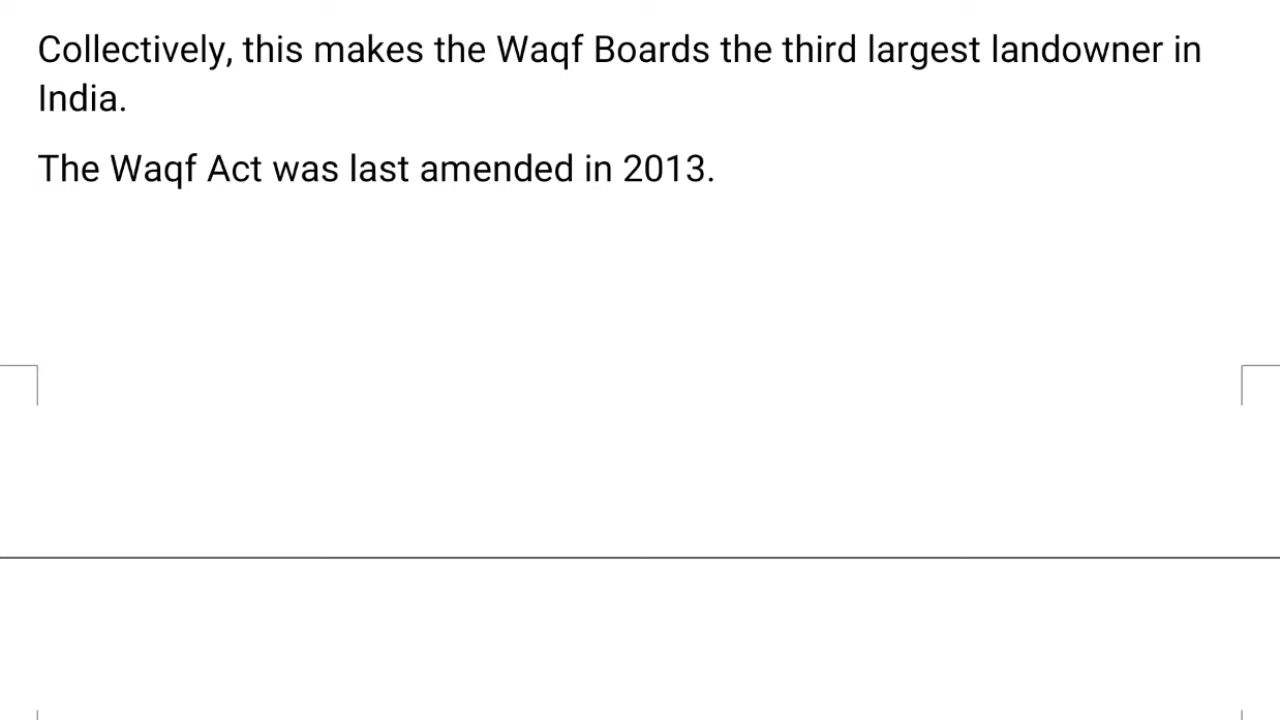 Collectively, this makes the Waqf Boards the third largest landowner in
India.
The Waqf Act was last amended in 2013.